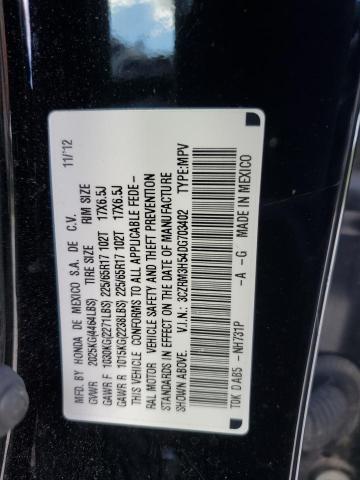 MFD BY HONDA DE MEXICO S.A. DE C.V. 11/'12
GVWR 2025KG(4464LBS) TIRE SIZE RIM SIZE
GAWR F 1030KG(2271LBS) 225/65R17 102T 17X6.5J
GAWR R 1015KG(2238LBS) 225/65R17 102T 17X6.5J
THIS VEHICLE CONFORMS TO ALL APPLICABLE FEDE-
RAL MOTOR VEHICLE SAFETY AND THEFT PREVENTION
STANDARDS IN EFFECT ON THE DATE OF MANUFACTURE
SHOWN ABOVE.
V.I.N.: 3CZRM3H54DG703402 TYPE:MPV
TOK DAB5 -NH731P -A -G MADE IN MEXICO